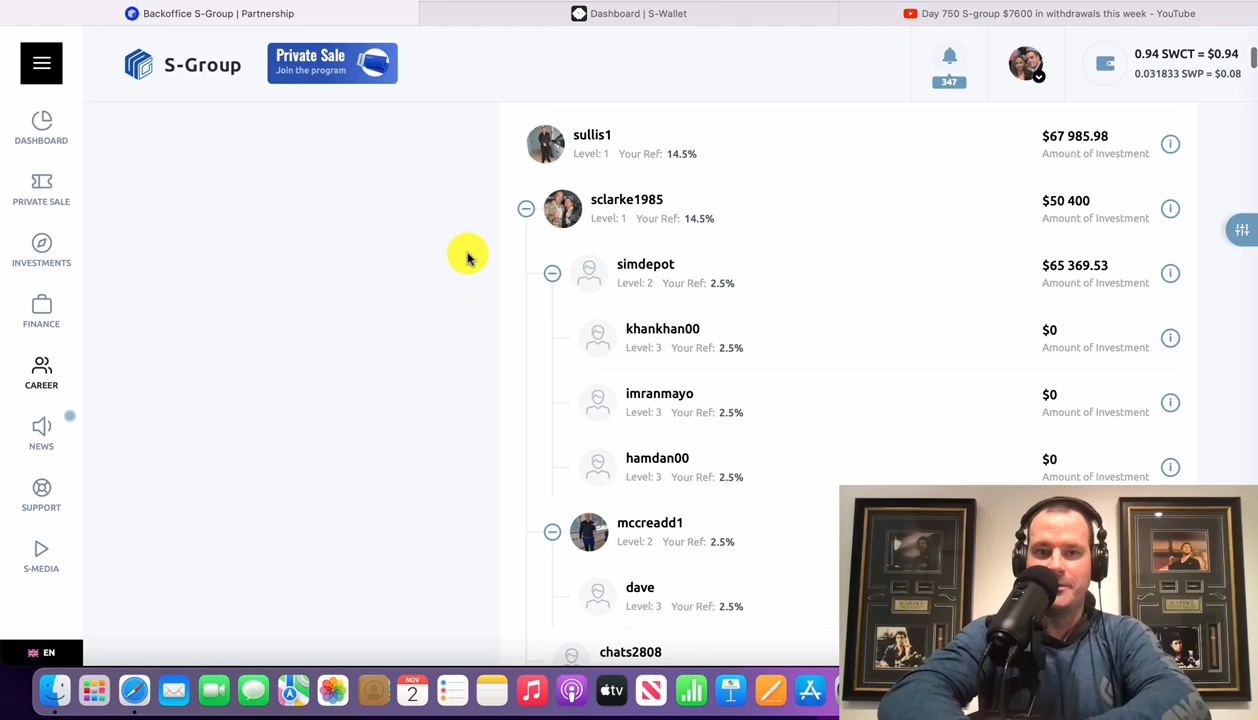 Backoffice S-Group | Partnership
Dashboard | S-Wallet
Day 750 S-group $7600 in withdrawals this week - YouTube
S-Group
Private Sale
Join the program
347
0.94 SWCT = $0.94
0.031833 SWP = $0.08
DASHBOARD
PRIVATE SALE
INVESTMENTS
FINANCE
CAREER
NEWS
SUPPORT
S-MEDIA
EN
sullis1
Level: 1 Your Ref: 14.5%
$67 985.98
Amount of Investment
sclarke1985
Level: 1 Your Ref: 14.5%
$50 400
Amount of Investment
simdepot
Level: 2 Your Ref: 2.5%
$65 369.53
Amount of Investment
khankhan00
Level: 3 Your Ref: 2.5%
$0
Amount of Investment
imranmayo
Level: 3 Your Ref: 2.5%
$0
Amount of Investment
hamdan00
Level: 3 Your Ref: 2.5%
$0
Amount of Investment
mccreadd1
Level: 2 Your Ref: 2.5%
dave
Level: 3 Your Ref: 2.5%
chats2808
NOV
2
tv